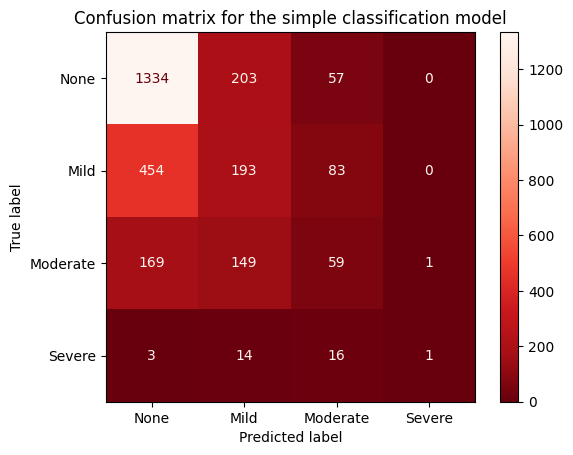 Confusion matrix for the simple classification model
None 1334 203 57 0
Mild 454 193 83 0
Moderate 169 149 59 1
Severe 3 14 16 1
None Mild Moderate Severe
Predicted label
True label
1200
1000
800
600
400
200
0